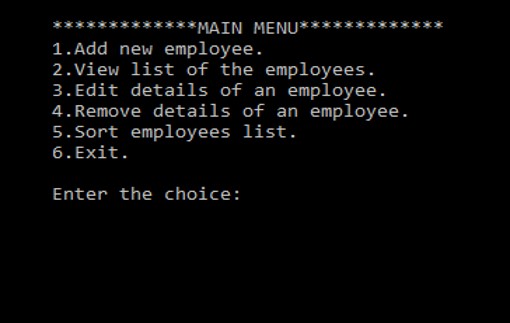 *************MAIN MENU*************
1.Add new employee.
2.View list of the employees.
3.Edit details of an employee.
4.Remove details of an employee.
5.Sort employees list.
6.Exit.
Enter the choice: